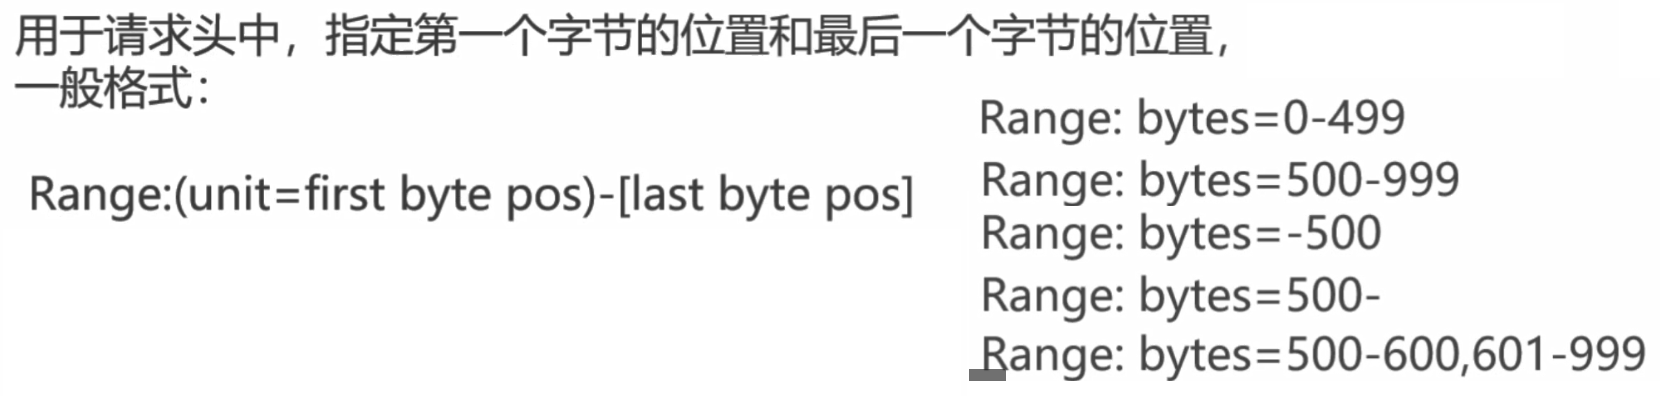 用于请求头中，指定第一个字节的位置和最后一个字节的位置，
一般格式：
Range:(unit=first byte pos)-[last byte pos]
Range: bytes=0-499
Range: bytes=500-999
Range: bytes=-500
Range: bytes=500-
Range: bytes=500-600,601-999